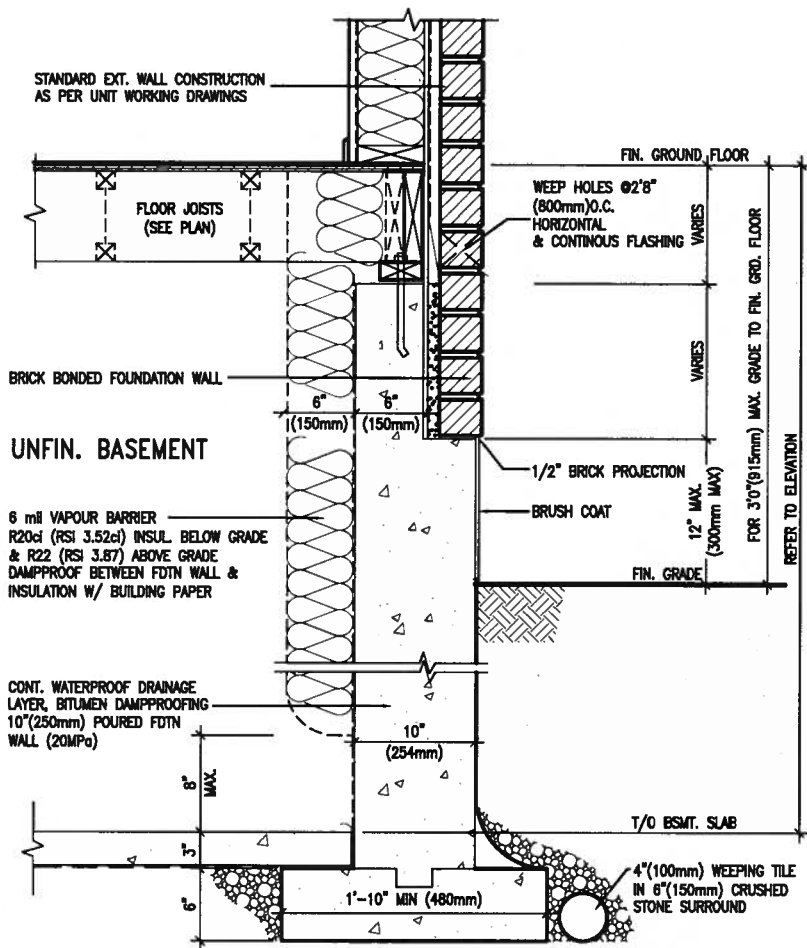 STANDARD EXT. WALL CONSTRUCTION
AS PER UNIT WORKING DRAWINGS
FIN. GROUND FLOOR
WEEP HOLES @2'8"
(800mm)O.C.
HORIZONTAL
& CONTINOUS FLASHING
FLOOR JOISTS
(SEE PLAN)
VARIES
VARIES
FOR 3'0"(915mm) MAX. GRADE TO FIN. GRD. FLOOR
REFER TO ELEVATION
BRICK BONDED FOUNDATION WALL
6"
(150mm)
6"
(150mm)
UNFIN. BASEMENT
1/2" BRICK PROJECTION
12" MAX.
(300mm MAX)
BRUSH COAT
6 mil VAPOUR BARRIER
R20ci (RSI 3.52ci) INSUL. BELOW GRADE
& R22 (RSI 3.87) ABOVE GRADE
DAMPPROOF BETWEEN FDTN WALL &
INSULATION W/ BUILDING PAPER
FIN. GRADE
CONT. WATERPROOF DRAINAGE
LAYER, BITUMEN DAMPPROOFING
10"(250mm) POURED FDTN
WALL (20MPa)
10"
(254mm)
8"
MAX.
T/O BSMT. SLAB
3"
6"
1'-10" MIN (480mm)
4"(100mm) WEEPING TILE
IN 6"(150mm) CRUSHED
STONE SURROUND